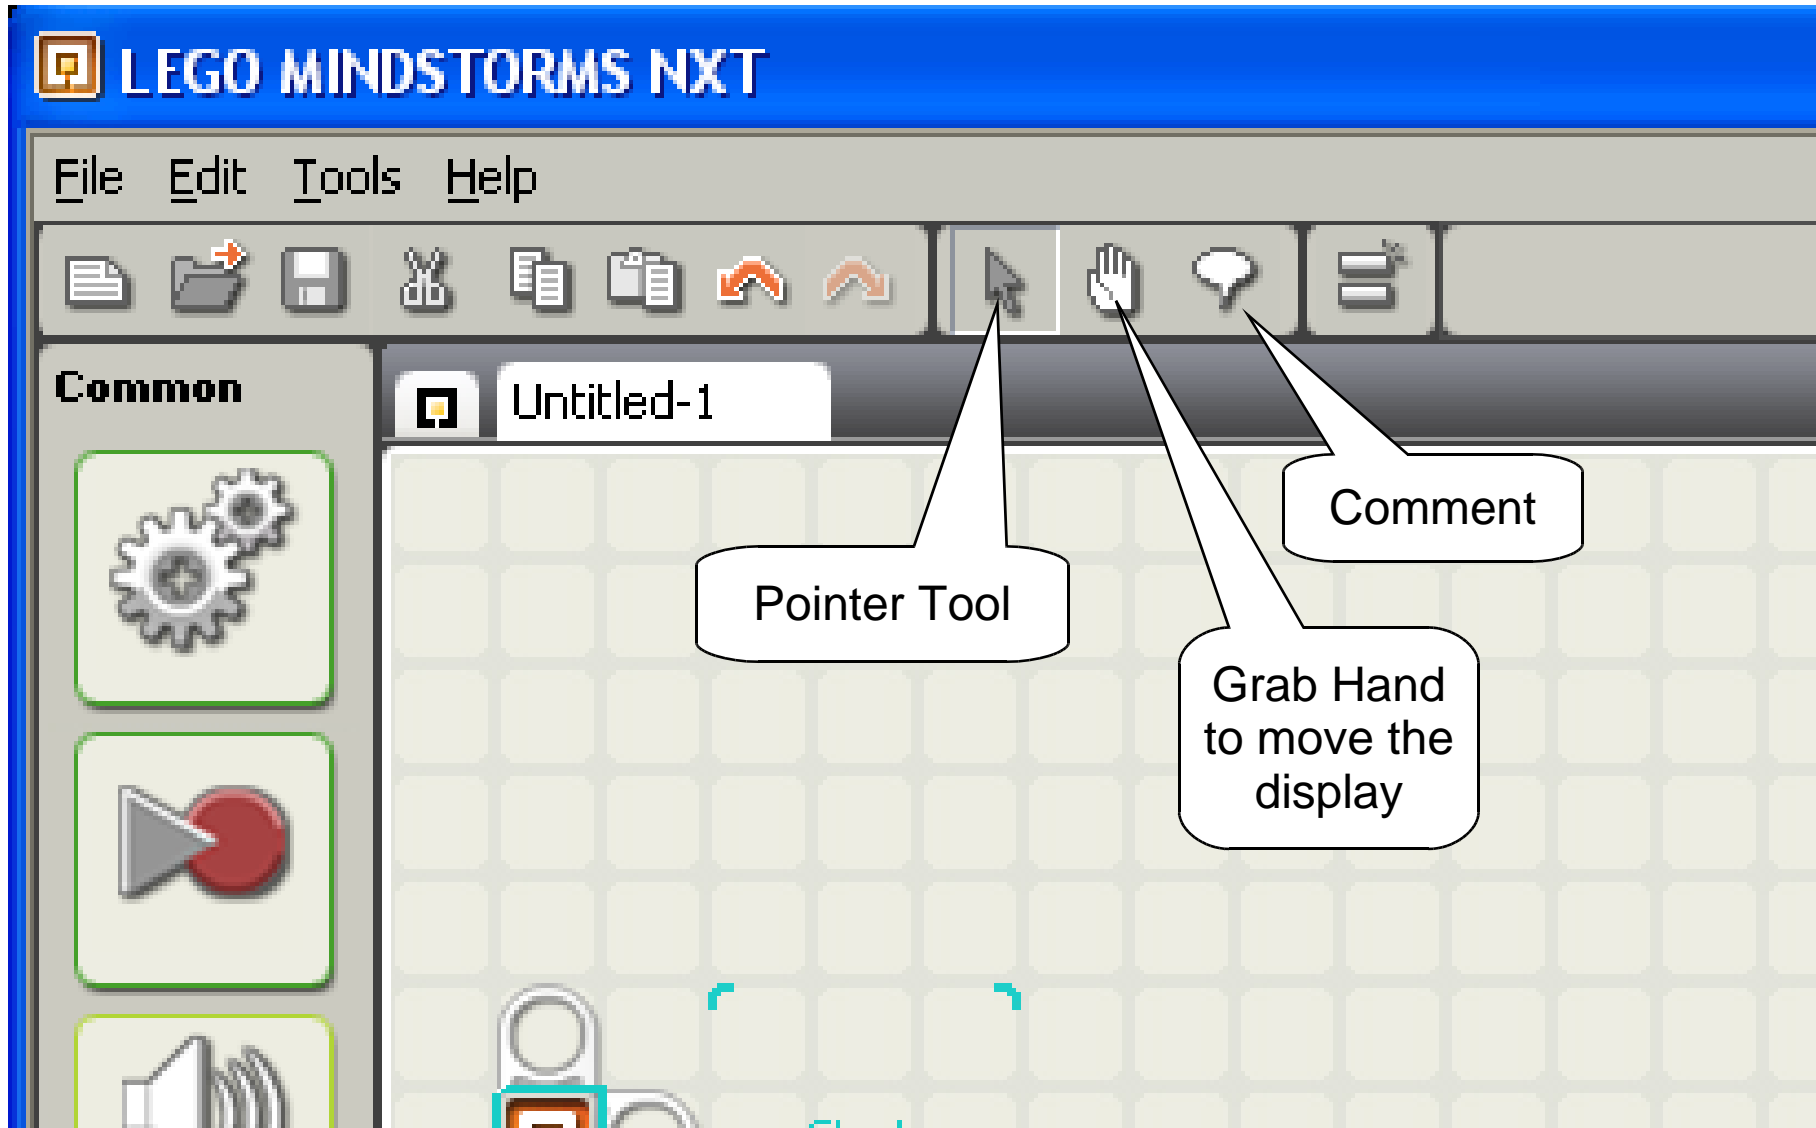 LEGO MINDSTORMS NXT
File Edit Tools Help
Common
Untitled-1
Comment
Pointer Tool
Grab Hand
to move the
display